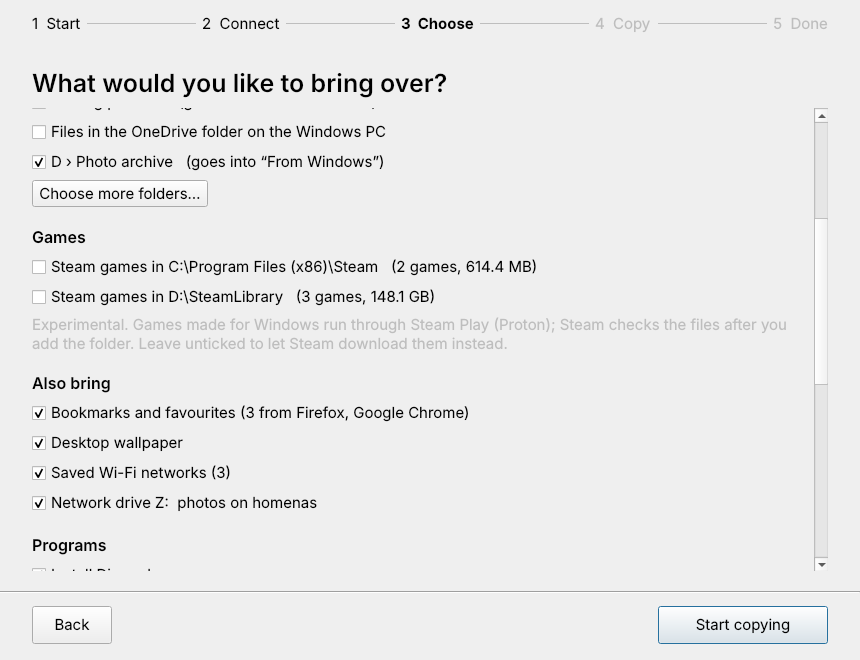 1 Start
2 Connect
3 Choose
4 Copy
5 Done
What would you like to bring over?
Files in the OneDrive folder on the Windows PC
D › Photo archive (goes into “From Windows”)
Choose more folders...
Games
Steam games in C:\Program Files (x86)\Steam (2 games, 614.4 MB)
Steam games in D:\SteamLibrary (3 games, 148.1 GB)
Experimental. Games made for Windows run through Steam Play (Proton); Steam checks the files after you
add the folder. Leave unticked to let Steam download them instead.
Also bring
Bookmarks and favourites (3 from Firefox, Google Chrome)
Desktop wallpaper
Saved Wi-Fi networks (3)
Network drive Z: photos on homenas
Programs
Back
Start copying